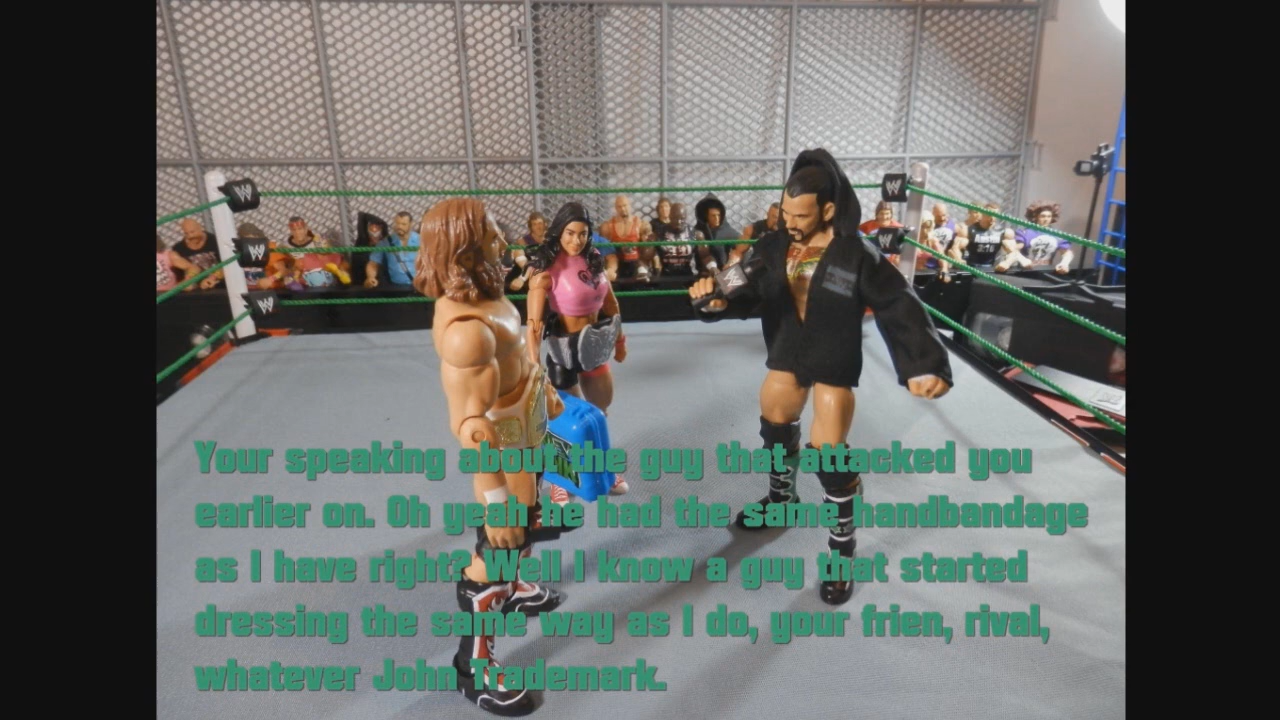 Your speaking about the guy that attacked you
earlier on. Oh yeah he had the same handbandage
as I have right? Well I know a guy that started
dressing the same way as I do, your frien, rival,
whatever John Trademark.